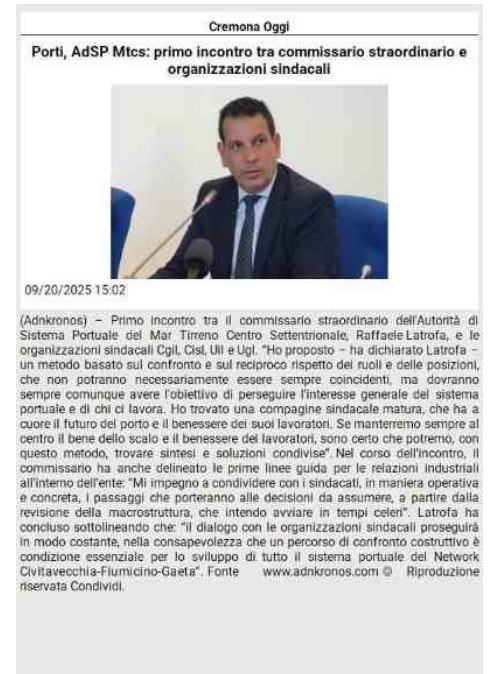 Cremona Oggi
Porti, AdSP Mtcs: primo incontro tra commissario straordinario e
organizzazioni sindacali
09/20/2025 15:02
(Adnkronos) – Primo incontro tra il commissario straordinario dell'Autorità di
Sistema Portuale del Mar Tirreno Centro Settentrionale, Raffaele Latrofa, e le
organizzazioni sindacali Cgil, Cisl, Uil e Ugl. “Ho proposto – ha dichiarato Latrofa –
un metodo basato sul confronto e sul reciproco rispetto dei ruoli e delle posizioni,
che non potranno necessariamente essere sempre coincidenti, ma dovranno
sempre comunque avere l'obiettivo di perseguire l'interesse generale del sistema
portuale e di chi ci lavora. Ho trovato una compagine sindacale matura, che ha a
cuore il futuro del porto e il benessere dei suoi lavoratori. Se manterremo sempre al
centro il bene dello scalo e il benessere dei lavoratori, sono certo che potremo, con
questo metodo, trovare sintesi e soluzioni condivise”. Nel corso dell'incontro, il
commissario ha anche delineato le prime linee guida per le relazioni industriali
all'interno dell'ente: “Mi impegno a condividere con i sindacati, in maniera operativa
e concreta, i passaggi che porteranno alle decisioni da assumere, a partire dalla
revisione della macrostruttura, che intendo avviare in tempi celeri”. Latrofa ha
concluso sottolineando che: “il dialogo con le organizzazioni sindacali proseguirà
in modo costante, nella consapevolezza che un percorso di confronto costruttivo è
condizione essenziale per lo sviluppo di tutto il sistema portuale del Network
Civitavecchia-Fiumicino-Gaeta”. Fonte www.adnkronos.com © Riproduzione
riservata Condividi.